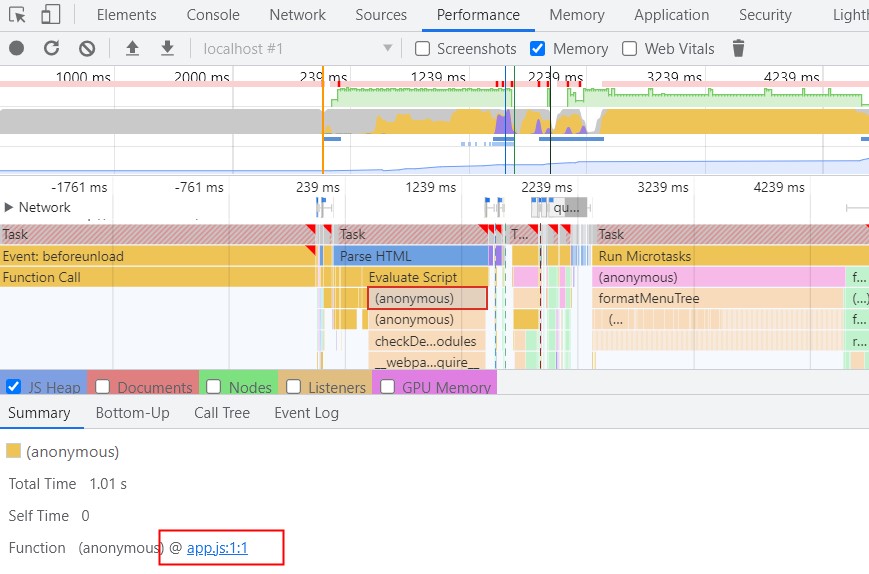 Elements Console Network Sources Performance Memory Application Security Lighth
localhost #1 Screenshots Memory Web Vitals
1000 ms 2000 ms 239 ms 1239 ms 2239 ms 3239 ms 4239 ms
-1761 ms -761 ms 239 ms 1239 ms 2239 ms 3239 ms 4239 ms
Network qu...
Task Task T... Task
Event: beforeunload Parse HTML Run Microtasks
Function Call Evaluate Script (anonymous) f...
(anonymous) formatMenuTree (...)
(anonymous) (... f...
checkDe...odules r...
__webpa...quire__
JS Heap Documents Nodes Listeners GPU Memory
Summary Bottom-Up Call Tree Event Log
(anonymous)
Total Time 1.01 s
Self Time 0
Function (anonymous) @ app.js:1:1